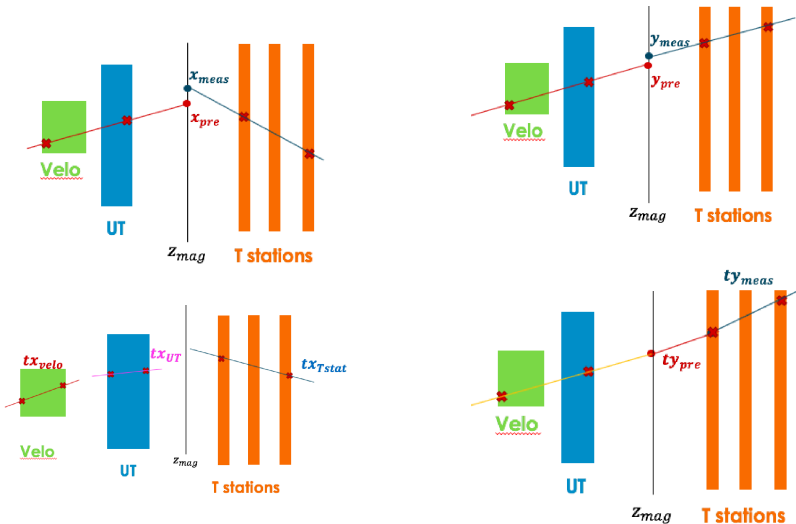 x_meas
x_pre
Velo
UT
z_mag
T stations
y_meas
y_pre
Velo
UT
z_mag
T stations
tx_velo
tx_UT
tx_Tstat
Velo
UT
z_mag
T stations
ty_meas
ty_pre
Velo
UT
z_mag
T stations